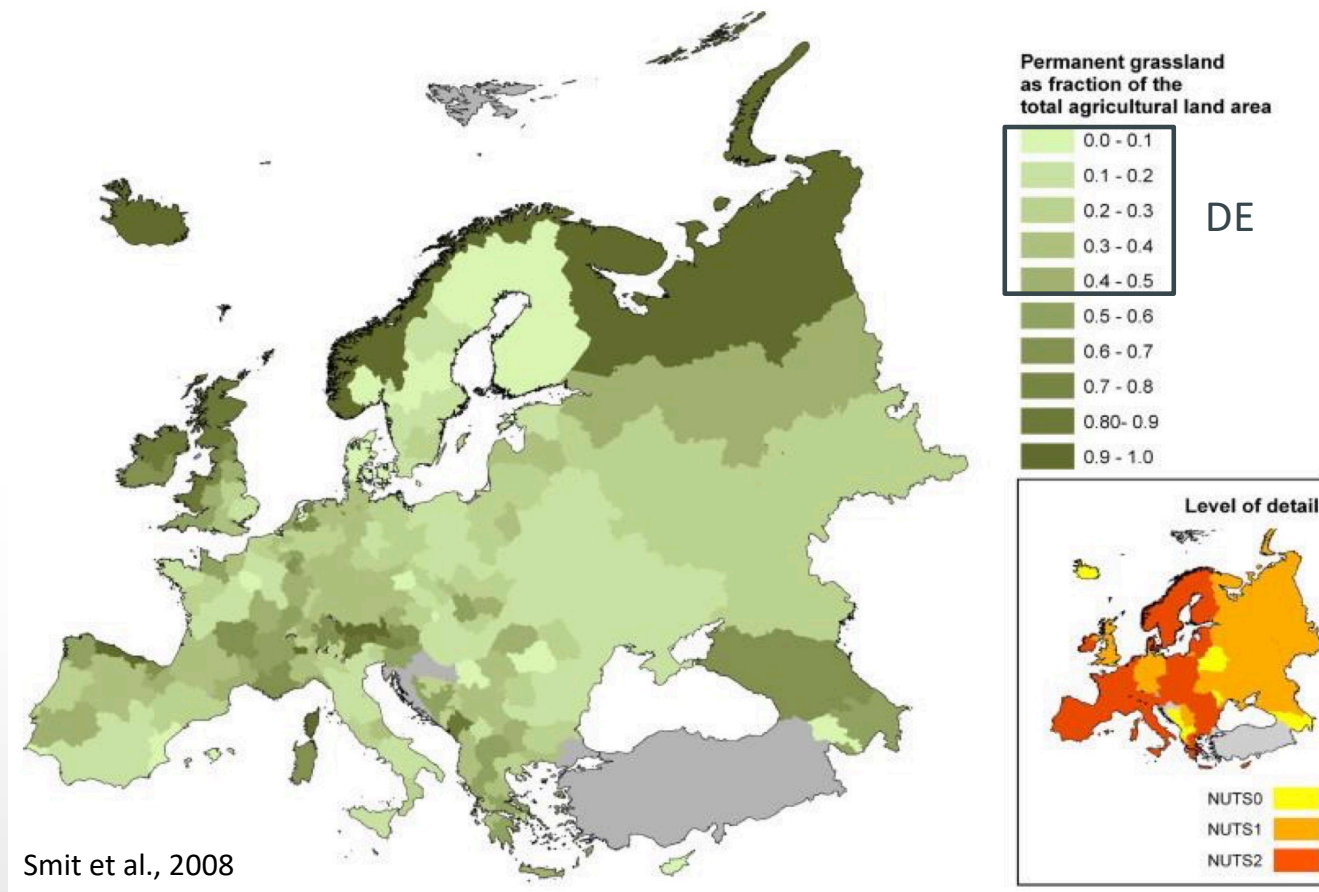 Permanent grassland
as fraction of the
total agricultural land area
0.0 - 0.1
0.1 - 0.2
0.2 - 0.3
0.3 - 0.4
0.4 - 0.5
DE
0.5 - 0.6
0.6 - 0.7
0.7 - 0.8
0.80- 0.9
0.9 - 1.0
Level of detail
NUTS0
NUTS1
NUTS2
Smit et al., 2008